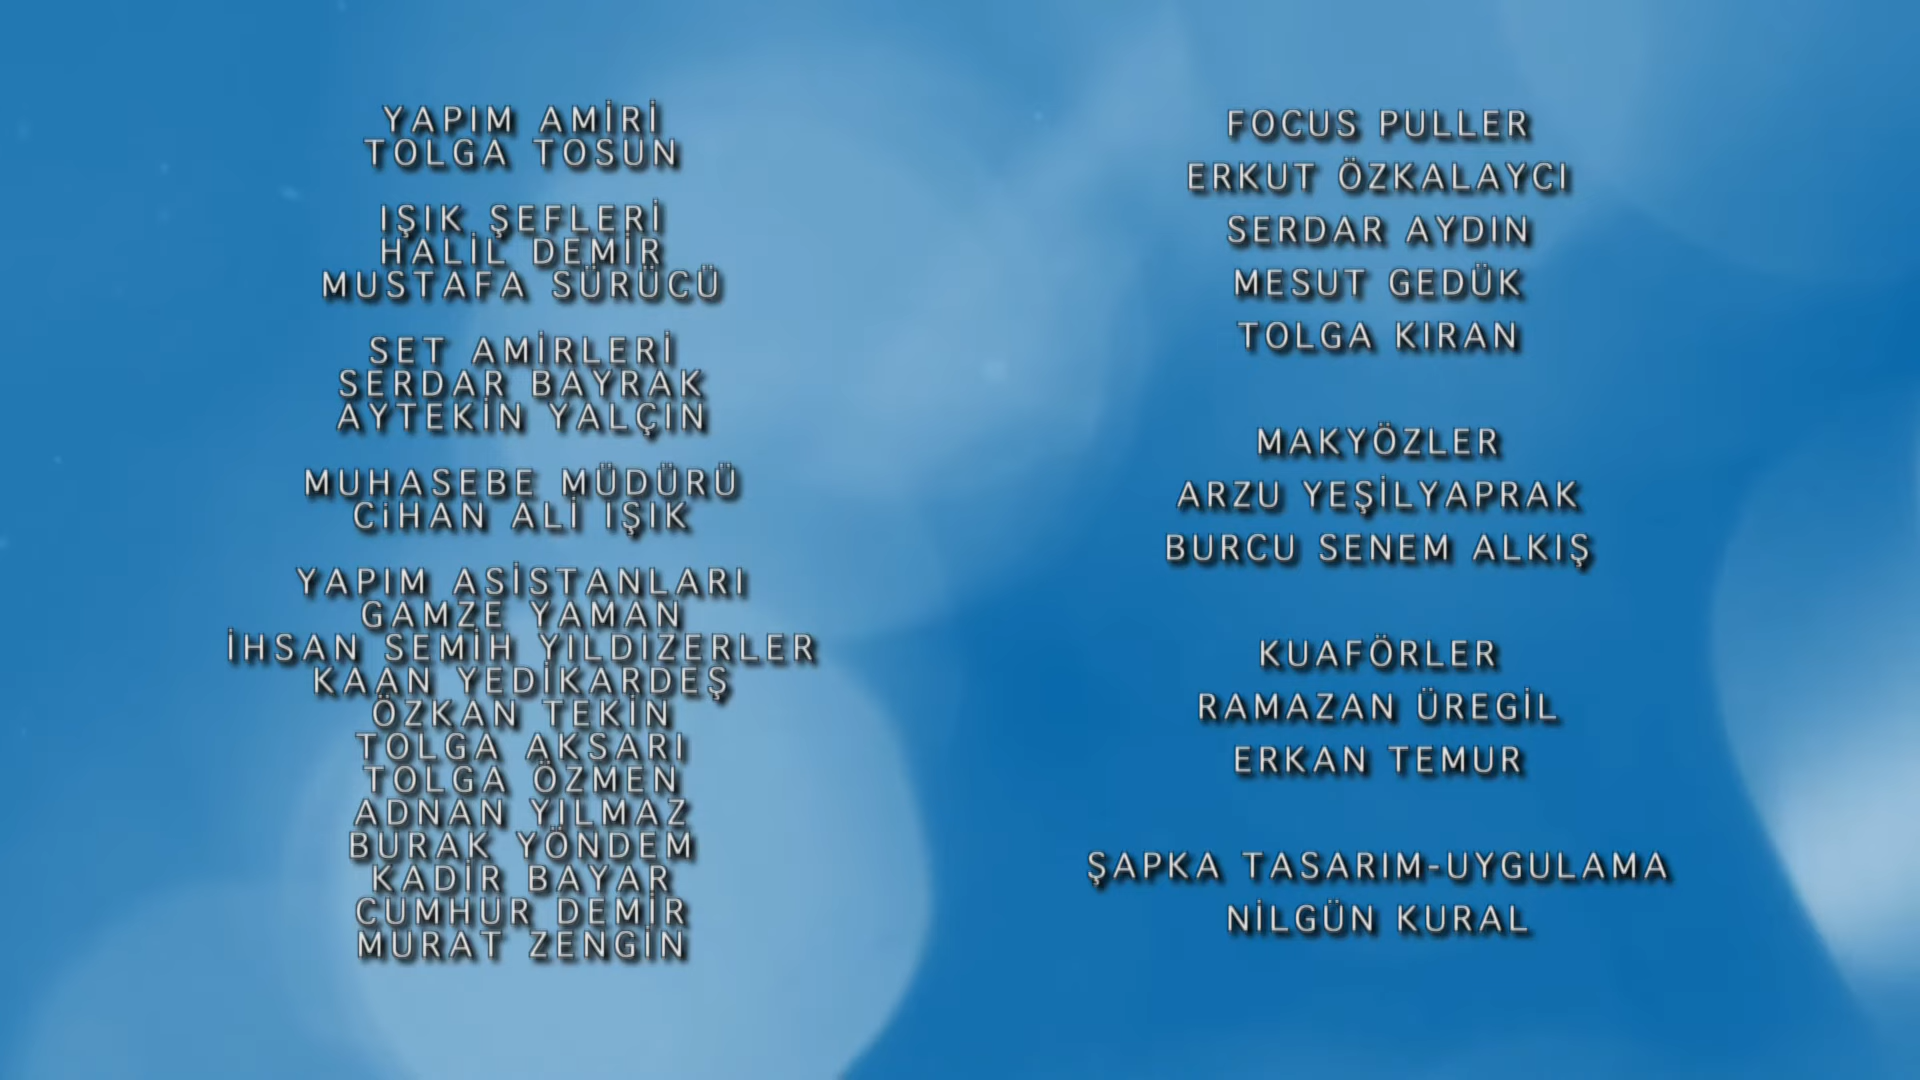 YAPIM AMİRİ
TOLGA TOSUN
IŞIK ŞEFLERİ
HALİL DEMİR
MUSTAFA SÜRÜCÜ
SET AMİRLERİ
SERDAR BAYRAK
AYTEKİN YALÇIN
MUHASEBE MÜDÜRÜ
CiHAN ALİ IŞIK
YAPIM ASİSTANLARI
GAMZE YAMAN
İHSAN SEMİH YILDIZERLER
KAAN YEDİKARDEŞ
ÖZKAN TEKİN
TOLGA AKSARI
TOLGA ÖZMEN
ADNAN YILMAZ
BURAK YÖNDEM
KADİR BAYAR
CUMHUR DEMİR
MURAT ZENGİN
FOCUS PULLER
ERKUT ÖZKALAYCI
SERDAR AYDIN
MESUT GEDÜK
TOLGA KIRAN
MAKYÖZLER
ARZU YEŞİLYAPRAK
BURCU SENEM ALKIŞ
KUAFÖRLER
RAMAZAN ÜREGİL
ERKAN TEMUR
ŞAPKA TASARIM-UYGULAMA
NİLGÜN KURAL